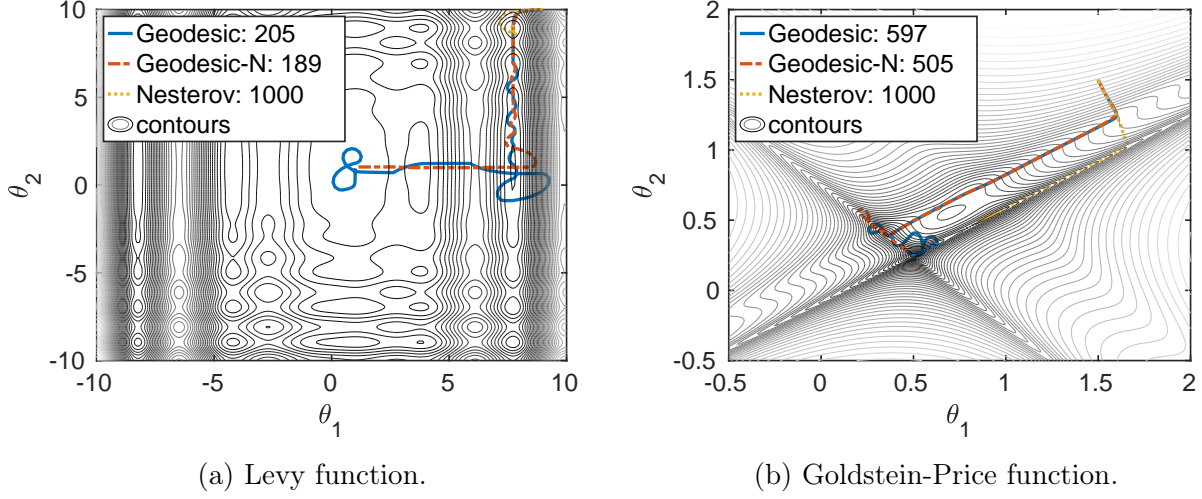 10
5
0
-5
-10
θ2
Geodesic: 205
Geodesic-N: 189
Nesterov: 1000
contours
-10 -5 0 5 10
θ1
(a) Levy function.
2
1.5
1
0.5
0
-0.5
θ2
Geodesic: 597
Geodesic-N: 505
Nesterov: 1000
contours
-0.5 0 0.5 1 1.5 2
θ1
(b) Goldstein-Price function.